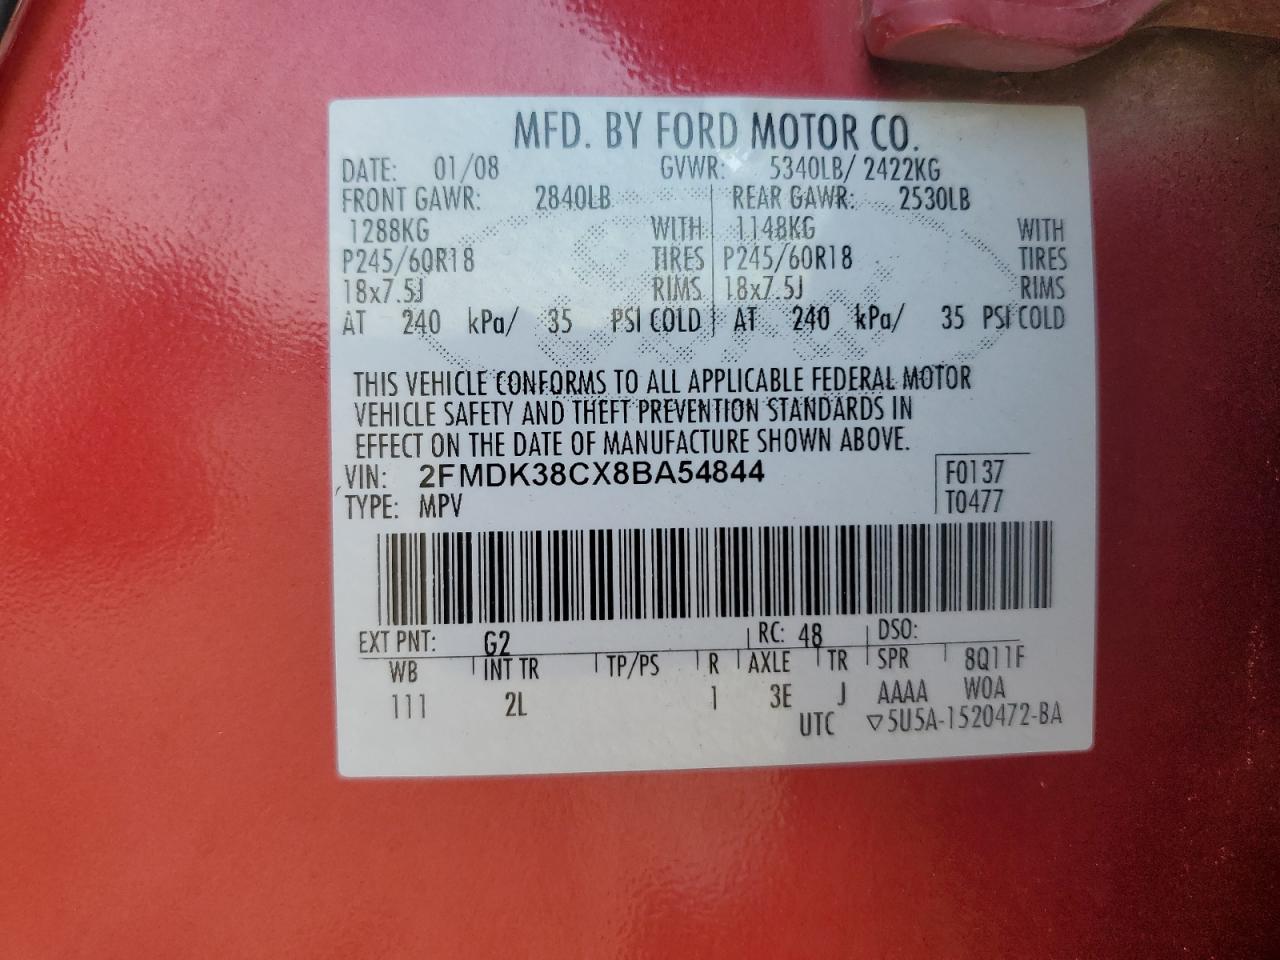 MFD. BY FORD MOTOR CO.
DATE: 01/08 GVWR: 5340LB/ 2422KG
FRONT GAWR: 2840LB REAR GAWR: 2530LB
1288KG WITH 1148KG WITH
P245/60R18 TIRES P245/60R18 TIRES
18x7.5J RIMS 18x7.5J RIMS
AT 240 kPa/ 35 PSI COLD AT 240 kPa/ 35 PSI COLD
THIS VEHICLE CONFORMS TO ALL APPLICABLE FEDERAL MOTOR
VEHICLE SAFETY AND THEFT PREVENTION STANDARDS IN
EFFECT ON THE DATE OF MANUFACTURE SHOWN ABOVE.
VIN: 2FMDK38CX8BA54844 F0137
TYPE: MPV T0477
EXT PNT: G2 RC: 48 DSO:
WB INT TR TP/PS R AXLE TR SPR 8Q11F
111 2L 1 3E J AAAA WOA
UTC ▽5U5A-1520472-BA